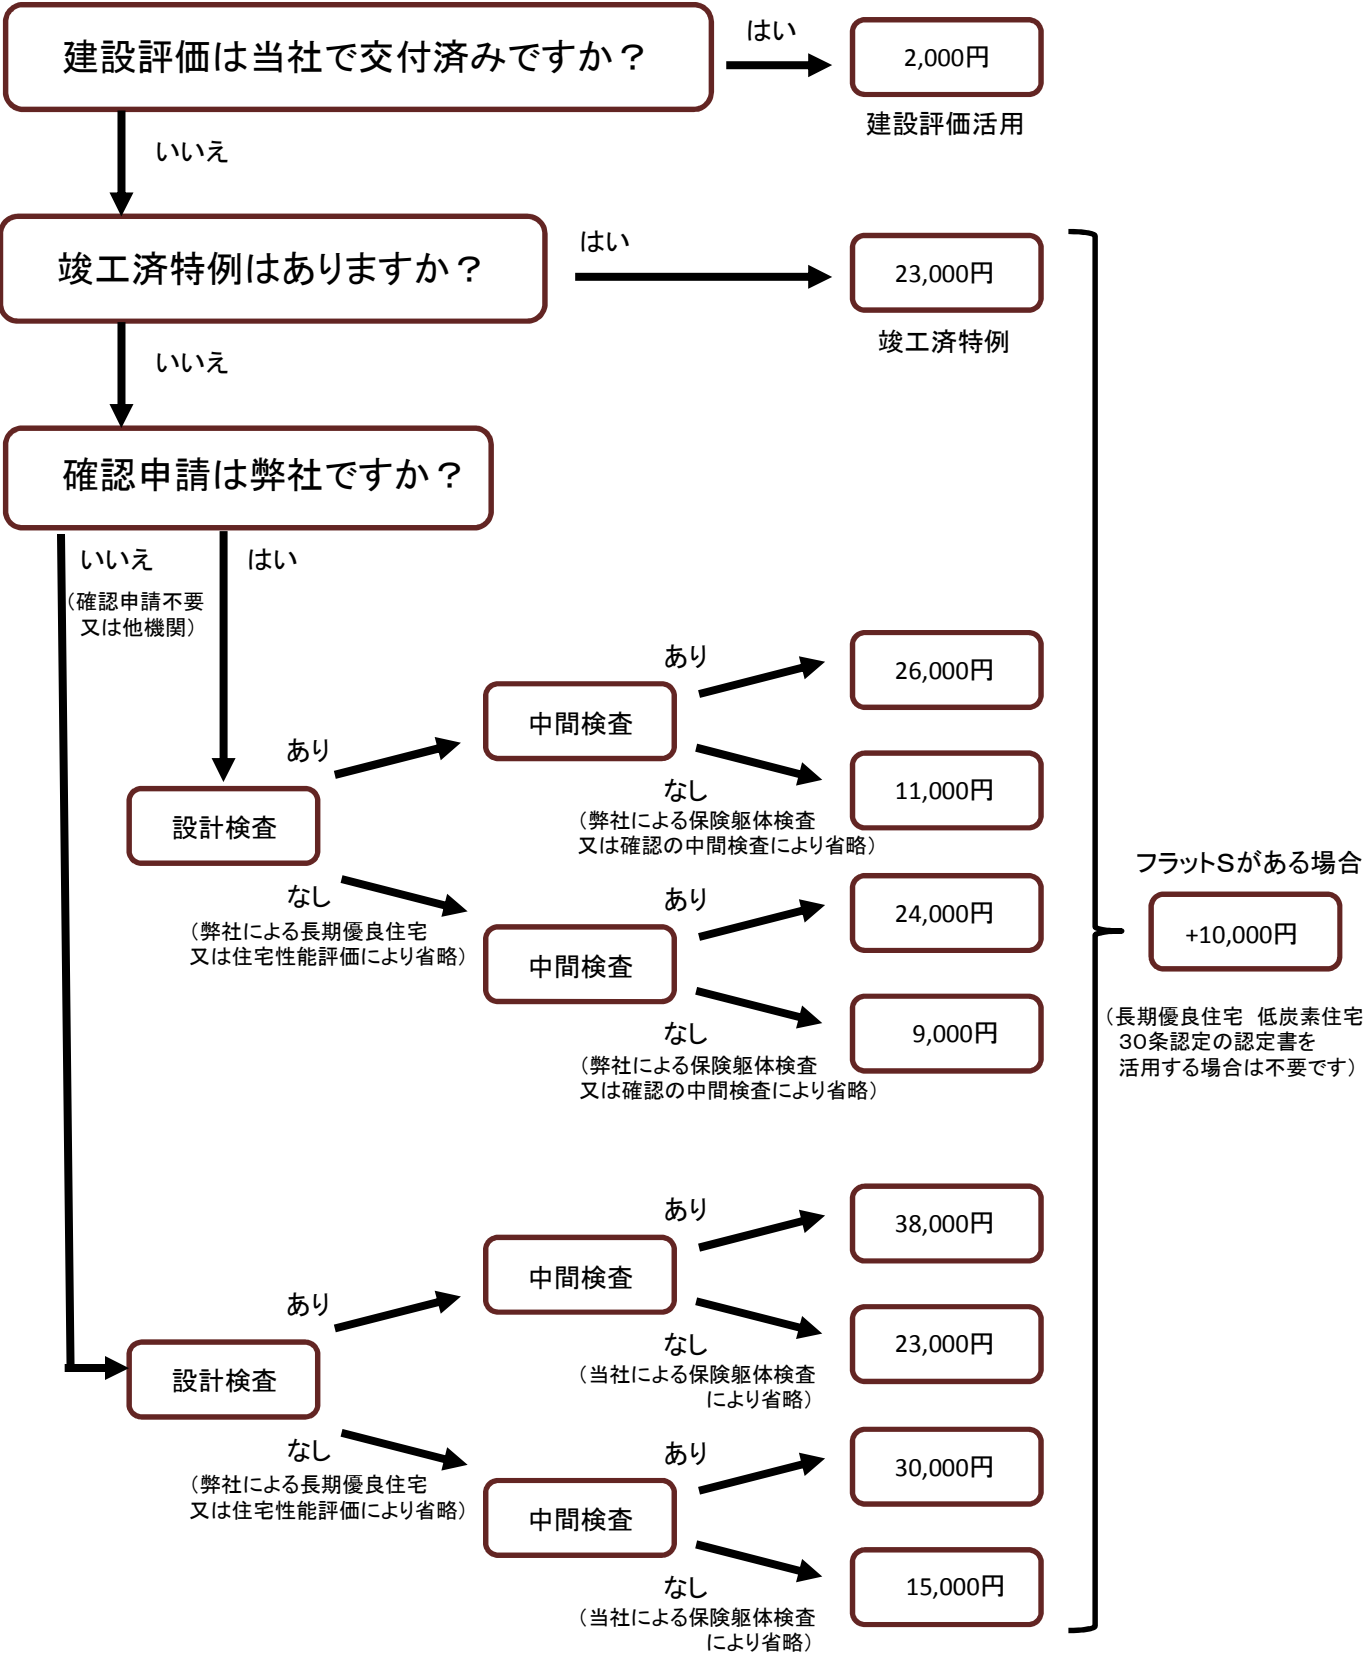 建設評価は当社で交付済みですか？
はい
2,000円
建設評価活用
いいえ
竣工済特例はありますか？
はい
23,000円
竣工済特例
いいえ
確認申請は弊社ですか？
いいえ
（確認申請不要
又は他機関）
はい
設計検査
あり
中間検査
あり
26,000円
なし
（弊社による保険躯体検査
又は確認の中間検査により省略）
11,000円
なし
（弊社による長期優良住宅
又は住宅性能評価により省略）
中間検査
あり
24,000円
なし
（弊社による保険躯体検査
又は確認の中間検査により省略）
9,000円
設計検査
あり
中間検査
あり
38,000円
なし
（当社による保険躯体検査
により省略）
23,000円
なし
（弊社による長期優良住宅
又は住宅性能評価により省略）
中間検査
あり
30,000円
なし
（当社による保険躯体検査
により省略）
15,000円
フラットSがある場合
+10,000円
（長期優良住宅　低炭素住宅
30条認定の認定書を
活用する場合は不要です）